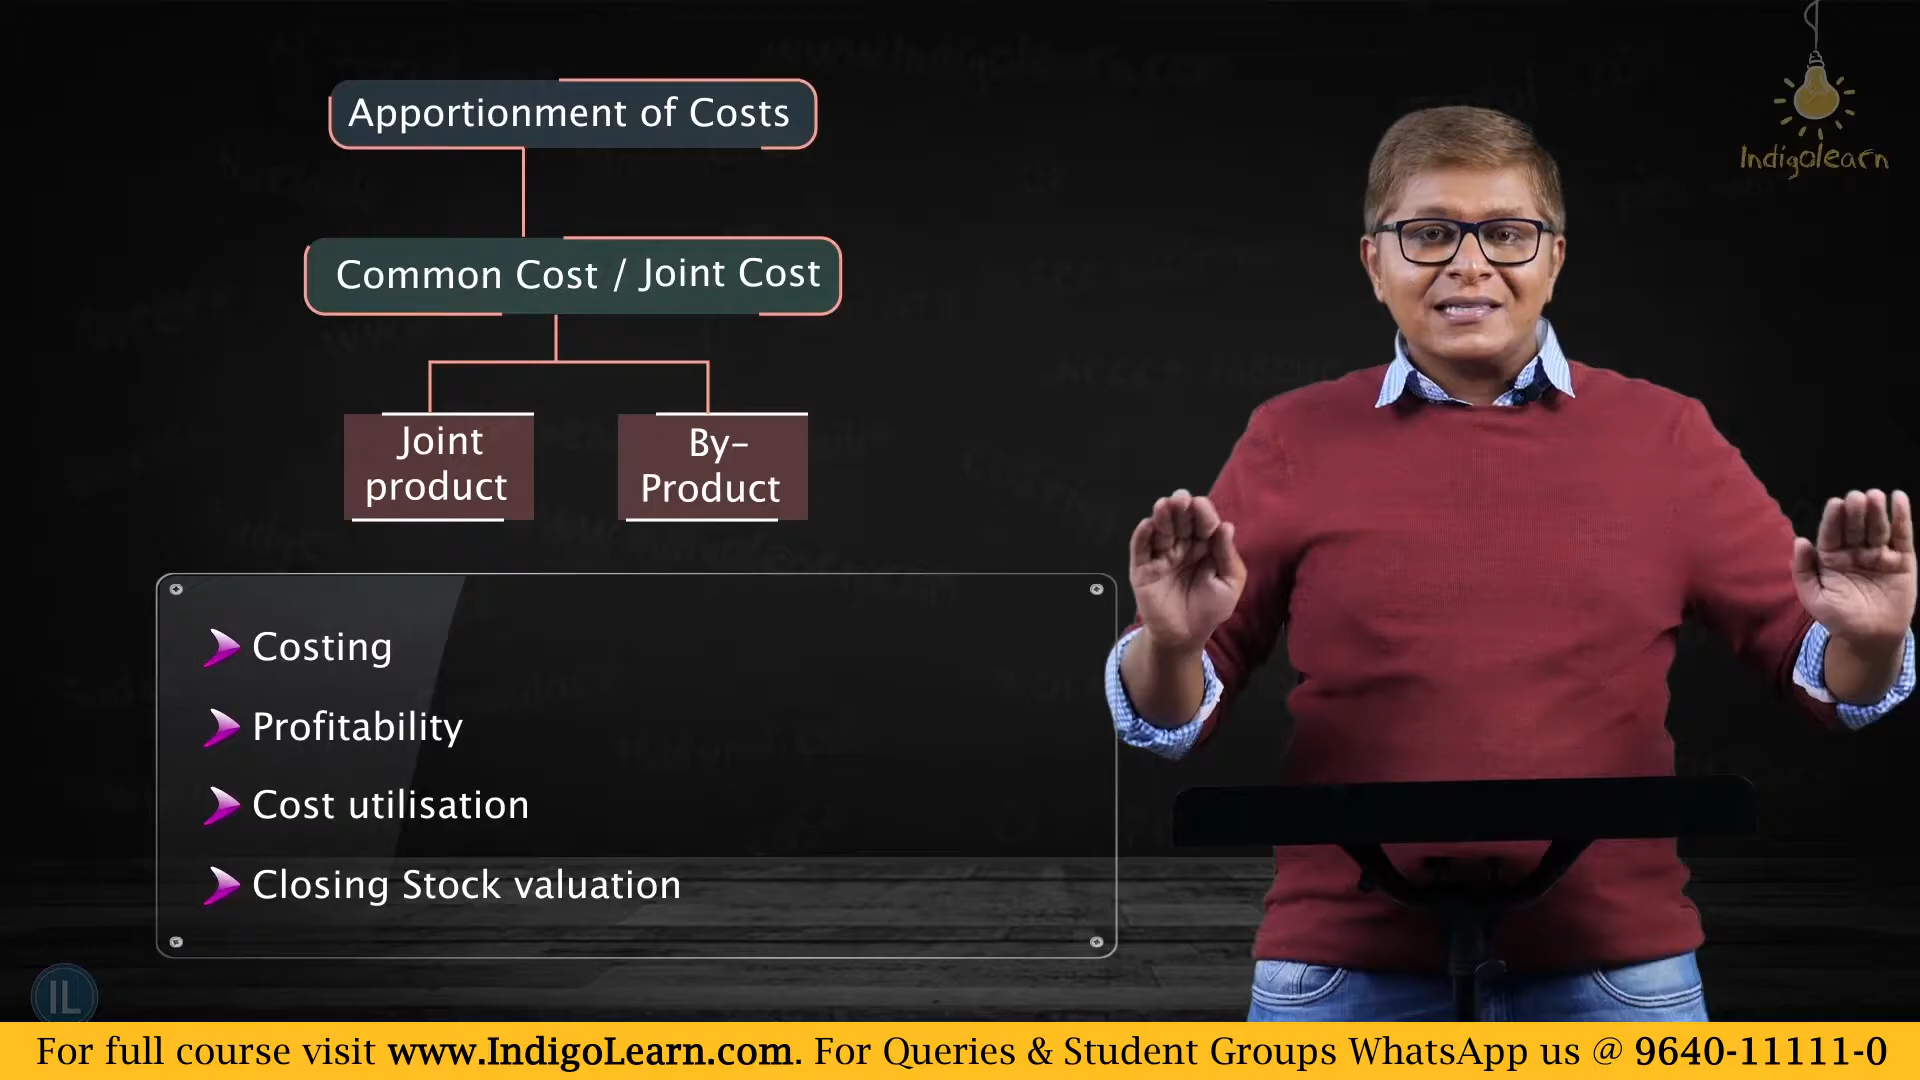 Apportionment of Costs
Common Cost / Joint Cost
Joint
product
By-
Product
Costing
Profitability
Cost utilisation
Closing Stock valuation
Indigolearn
IL
For full course visit www.IndigoLearn.com. For Queries & Student Groups WhatsApp us @ 9640-11111-0